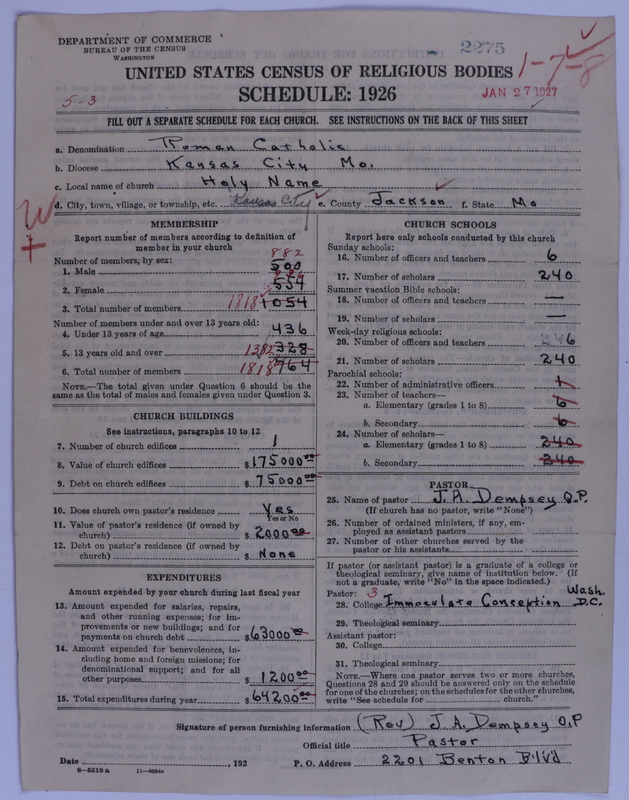 DEPARTMENT OF COMMERCE
BUREAU OF THE CENSUS
WASHINGTON
2275
1-7-8
UNITED STATES CENSUS OF RELIGIOUS BODIES
SCHEDULE: 1926
JAN 27 1927
5-3
FILL OUT A SEPARATE SCHEDULE FOR EACH CHURCH. SEE INSTRUCTIONS ON THE BACK OF THIS SHEET
a. Denomination Roman Catholic
b. Diocese Kansas City Mo.
c. Local name of church Holy Name
d. City, town, village, or township, etc. Kansas City e. County Jackson f. State Mo
MEMBERSHIP
Report number of members according to definition of
member in your church
Number of members, by sex: 882
1. Male 500
2. Female 554
3. Total number of members 1818 1054
Number of members under and over 13 years old:
4. Under 13 years of age 436
5. 13 years old and over 1382 328
6. Total number of members 1818 764
NOTE.—The total given under Question 6 should be the
same as the total of males and females given under Question 3.
CHURCH BUILDINGS
See instructions, paragraphs 10 to 12
7. Number of church edifices 1
8. Value of church edifices $175000 00
9. Debt on church edifices $75000 00
10. Does church own pastor's residence? Yes
Yes or No
11. Value of pastor's residence (if owned by
church) $2000 00
12. Debt on pastor's residence (if owned by
church) $None
EXPENDITURES
Amount expended by your church during last fiscal year
13. Amount expended for salaries, repairs,
and other running expenses; for im-
provements or new buildings; and for
payments on church debt $63000
14. Amount expended for benevolences, in-
cluding home and foreign missions; for
denominational support; and for all
other purposes $1200 00
15. Total expenditures during year $64200 00
CHURCH SCHOOLS
Report here only schools conducted by this church
Sunday schools:
16. Number of officers and teachers 6
17. Number of scholars 240
Summer vacation Bible schools:
18. Number of officers and teachers —
19. Number of scholars —
Week-day religious schools:
20. Number of officers and teachers 6
21. Number of scholars 240
Parochial schools:
22. Number of administrative officers 1
23. Number of teachers—
a. Elementary (grades 1 to 8) 6
b. Secondary 6
24. Number of scholars—
a. Elementary (grades 1 to 8) 240
b. Secondary 240
PASTOR
25. Name of pastor J.A. Dempsey O.P.
(If church has no pastor, write "None")
26. Number of ordained ministers, if any, em-
ployed as assistant pastors
27. Number of other churches served by the
pastor or his assistants
If pastor (or assistant pastor) is a graduate of a college or
theological seminary, give name of institution below. (If
not a graduate, write "No" in the space indicated.)
Pastor: 3
28. College Immaculate Conception Wash. D.C.
29. Theological seminary
Assistant pastor:
30. College
31. Theological seminary
NOTE.—Where one pastor serves two or more churches,
Questions 28 and 29 should be answered only on the schedule
for one of the churches; on the schedules for the other churches,
write "See schedule for church."
Signature of person furnishing information (Rev) J.A. Dempsey O.P
Official title Pastor
Date , 192 P. O. Address 2201 Benton Blvd
8—5518a 11—9664